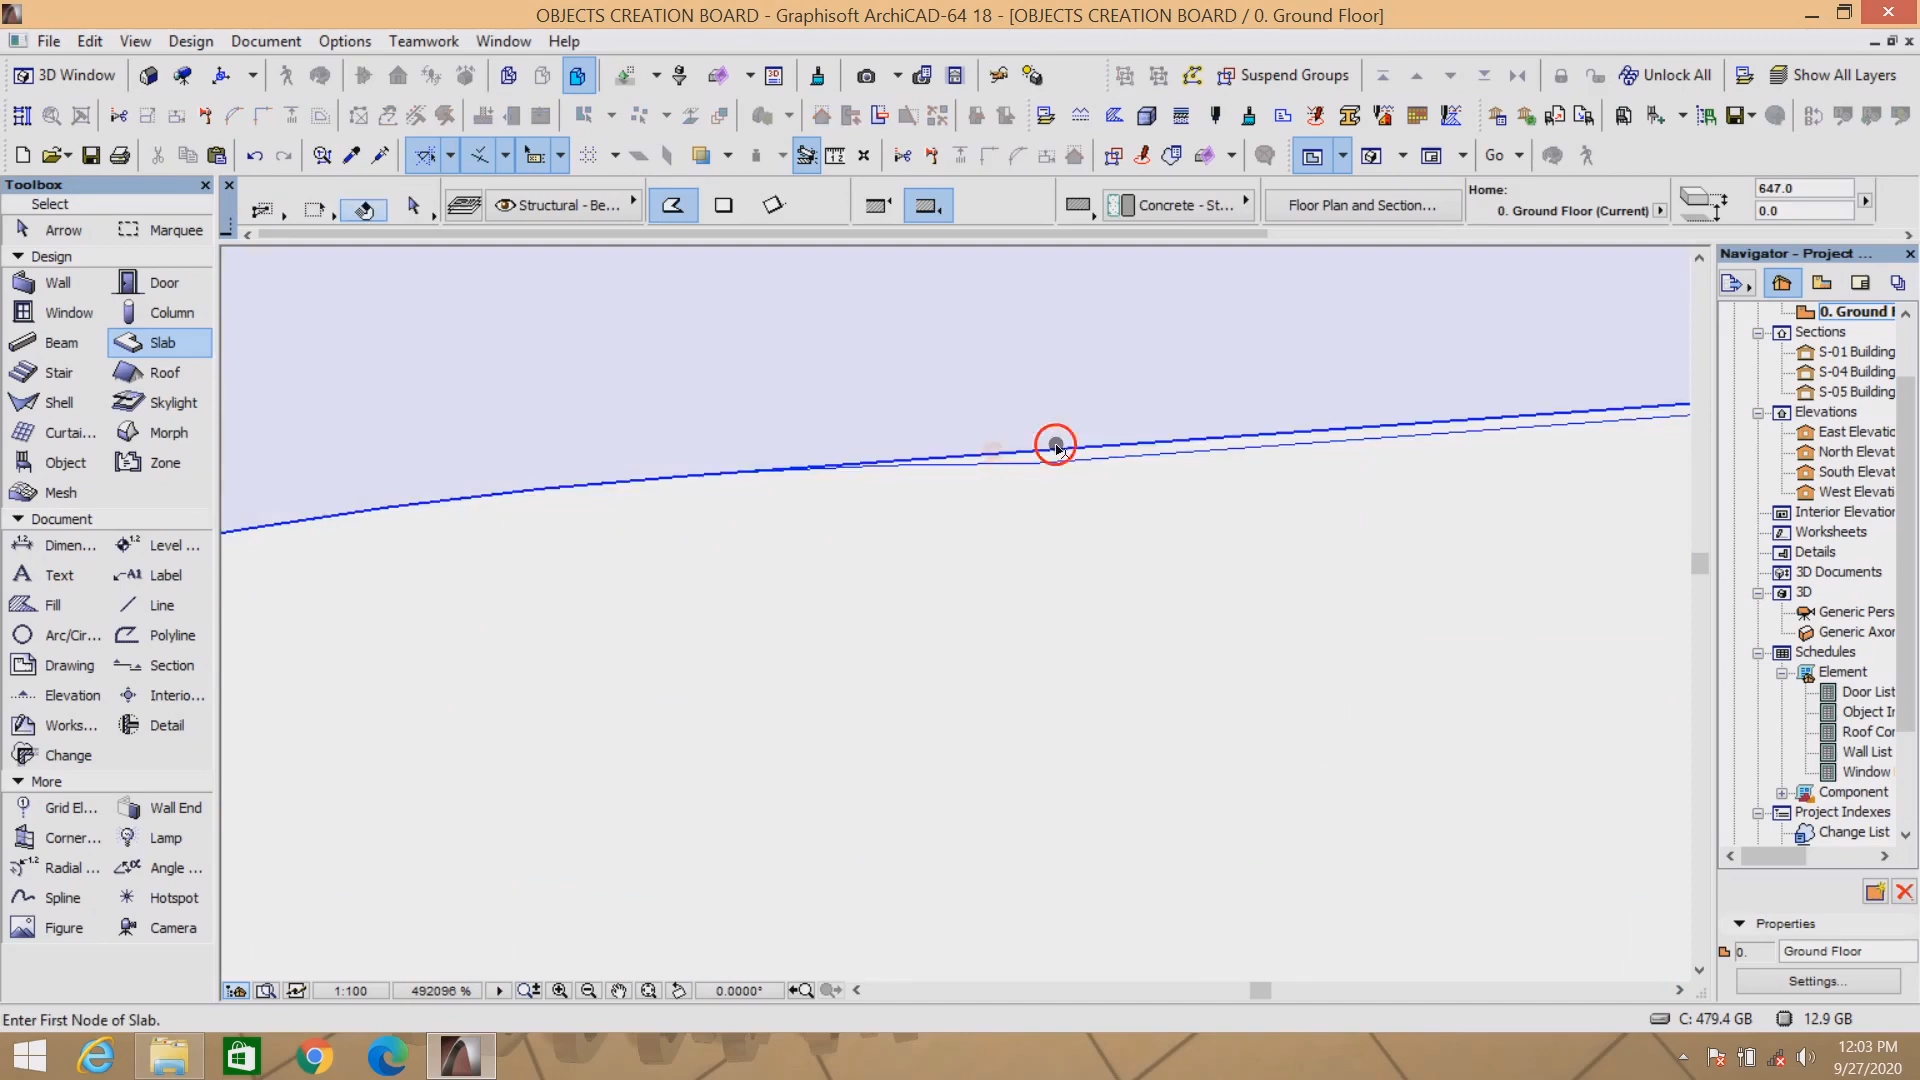 OBJECTS CREATION BOARD - Graphisoft ArchiCAD-64 18 - [OBJECTS CREATION BOARD / 0. Ground Floor]
File Edit View Design Document Options Teamwork Window Help
3D Window Suspend Groups Unlock All Show All Layers
Go
Toolbox
Select
Arrow Marquee
Design
Wall Door
Window Column
Beam Slab
Stair Roof
Shell Skylight
Curtai... Morph
Object Zone
Mesh
Document
Dimen... Level ...
Text Label
Fill Line
Arc/Cir... Polyline
Drawing Section
Elevation Interio...
Works... Detail
Change
More
Grid El... Wall End
Corner... Lamp
Radial ... Angle ...
Spline Hotspot
Figure Camera
Structural - Be...
Concrete - St...
Floor Plan and Section...
Home:
0. Ground Floor (Current)
647.0
0.0
Navigator - Project ...
0. Ground F
Sections
S-01 Building
S-04 Building
S-05 Building
Elevations
East Elevatio
North Elevat
South Elevat
West Elevati
Interior Elevation
Worksheets
Details
3D Documents
3D
Generic Pers
Generic Axor
Schedules
Element
Door List
Object In
Roof Cor
Wall List
Window
Component
Project Indexes
Change List
Properties
0. Ground Floor
Settings...
1:100 492096 % 0.0000°
Enter First Node of Slab.
C: 479.4 GB 12.9 GB
12:03 PM
9/27/2020